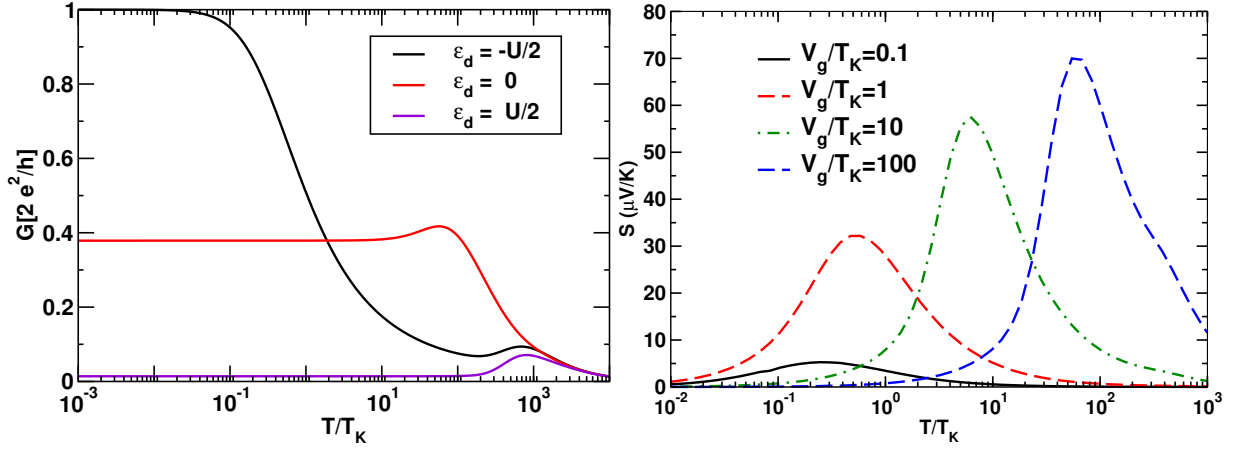 G[2 e²/h]
1
0.8
0.6
0.4
0.2
0
10⁻³
10⁻¹
10¹
10³
T/T_K
ε_d = -U/2
ε_d = 0
ε_d = U/2
S (μV/K)
80
70
60
50
40
30
20
10
0
10⁻²
10⁻¹
10⁰
10¹
10²
10³
T/T_K
V_g/T_K=0.1
V_g/T_K=1
V_g/T_K=10
V_g/T_K=100